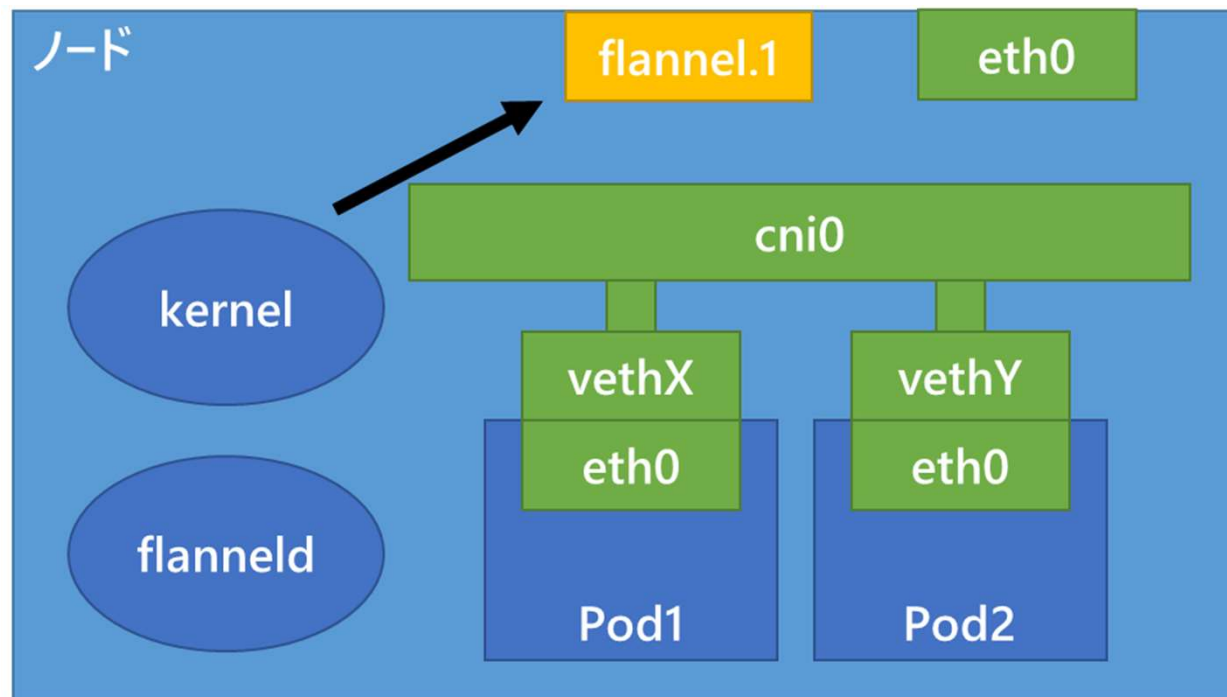 ノード
flannel.1
eth0
cni0
kernel
vethX
vethY
eth0
eth0
flanneld
Pod1
Pod2